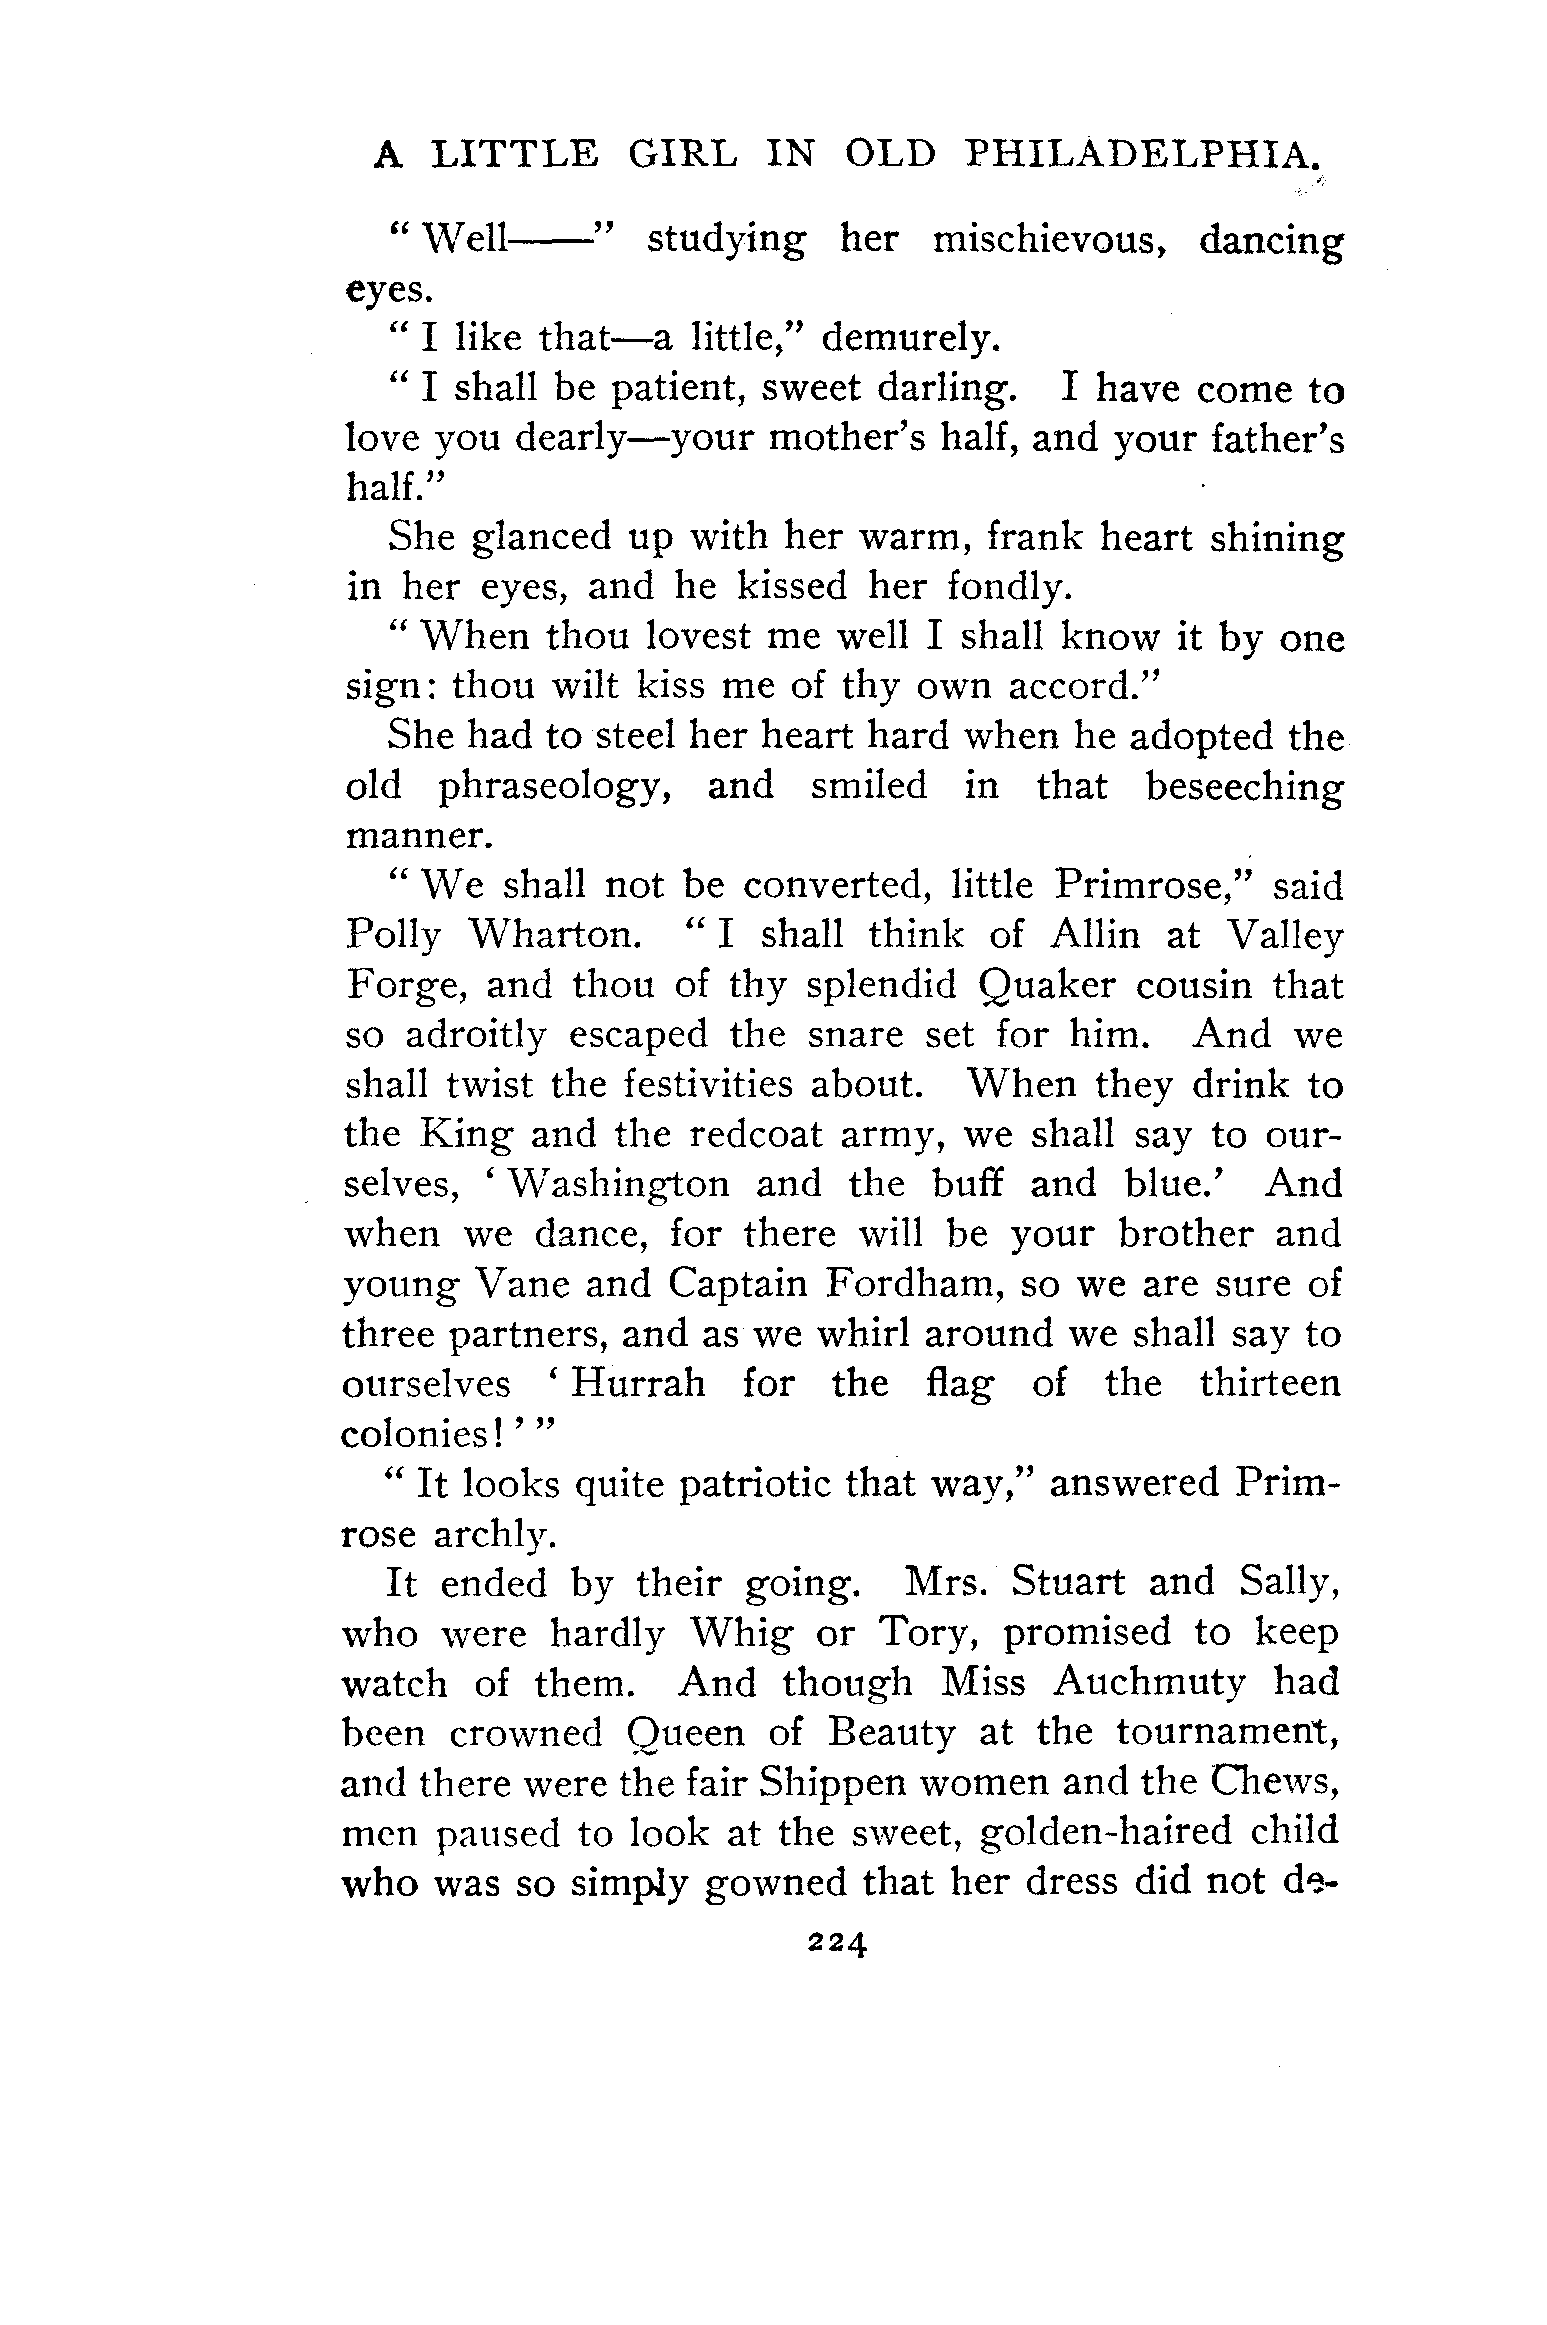 A LITTLE GIRL IN OLD PHILADELPHIA.
“ Well——” studying her mischievous, dancing
eyes.
“ I like that—a little,” demurely.
“ I shall be patient, sweet darling. I have come to
love you dearly—your mother’s half, and your father’s
half.”
She glanced up with her warm, frank heart shining
in her eyes, and he kissed her fondly.
“ When thou lovest me well I shall know it by one
sign: thou wilt kiss me of thy own accord.”
She had to steel her heart hard when he adopted the
old phraseology, and smiled in that beseeching
manner.
“ We shall not be converted, little Primrose,” said
Polly Wharton. “ I shall think of Allin at Valley
Forge, and thou of thy splendid Quaker cousin that
so adroitly escaped the snare set for him. And we
shall twist the festivities about. When they drink to
the King and the redcoat army, we shall say to our-
selves, ‘ Washington and the buff and blue.’ And
when we dance, for there will be your brother and
young Vane and Captain Fordham, so we are sure of
three partners, and as we whirl around we shall say to
ourselves ‘ Hurrah for the flag of the thirteen
colonies! ’ ”
“ It looks quite patriotic that way,” answered Prim-
rose archly.
It ended by their going. Mrs. Stuart and Sally,
who were hardly Whig or Tory, promised to keep
watch of them. And though Miss Auchmuty had
been crowned Queen of Beauty at the tournament,
and there were the fair Shippen women and the Chews,
men paused to look at the sweet, golden-haired child
who was so simply gowned that her dress did not de-
224